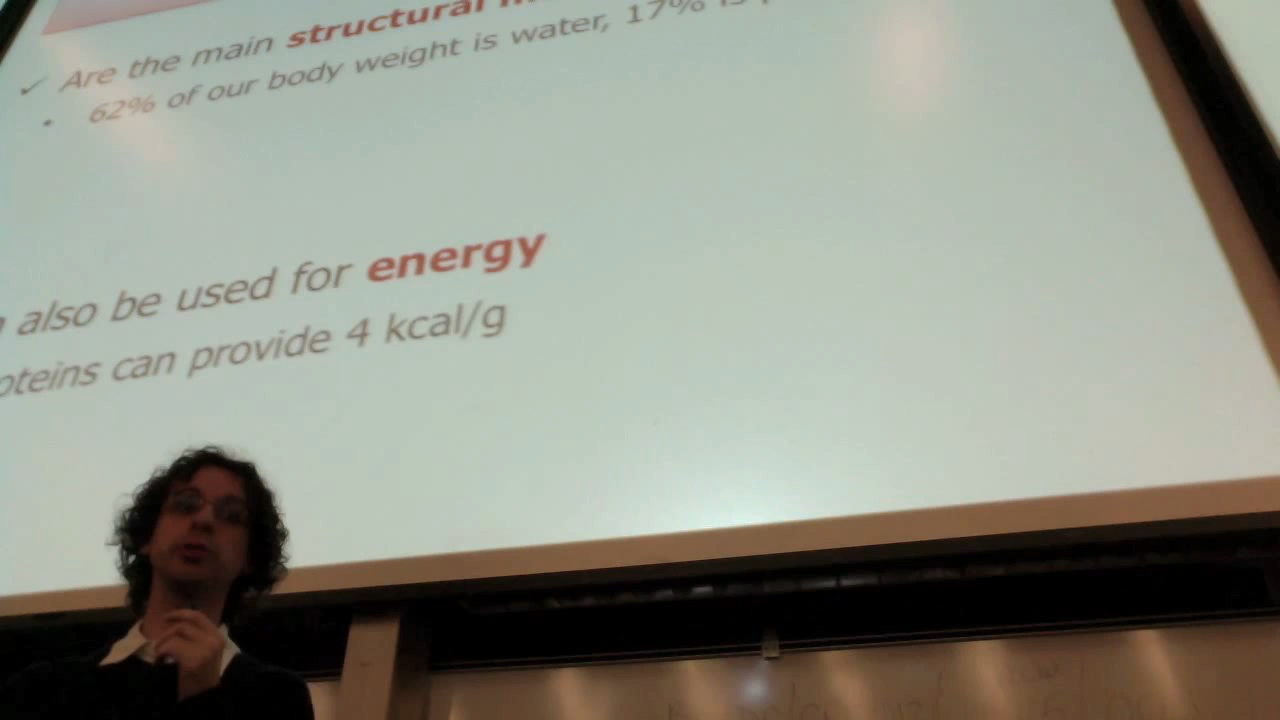 ✓ Are the main structural
• 62% of our body weight is water, 17% is
also be used for energy
oteins can provide 4 kcal/g